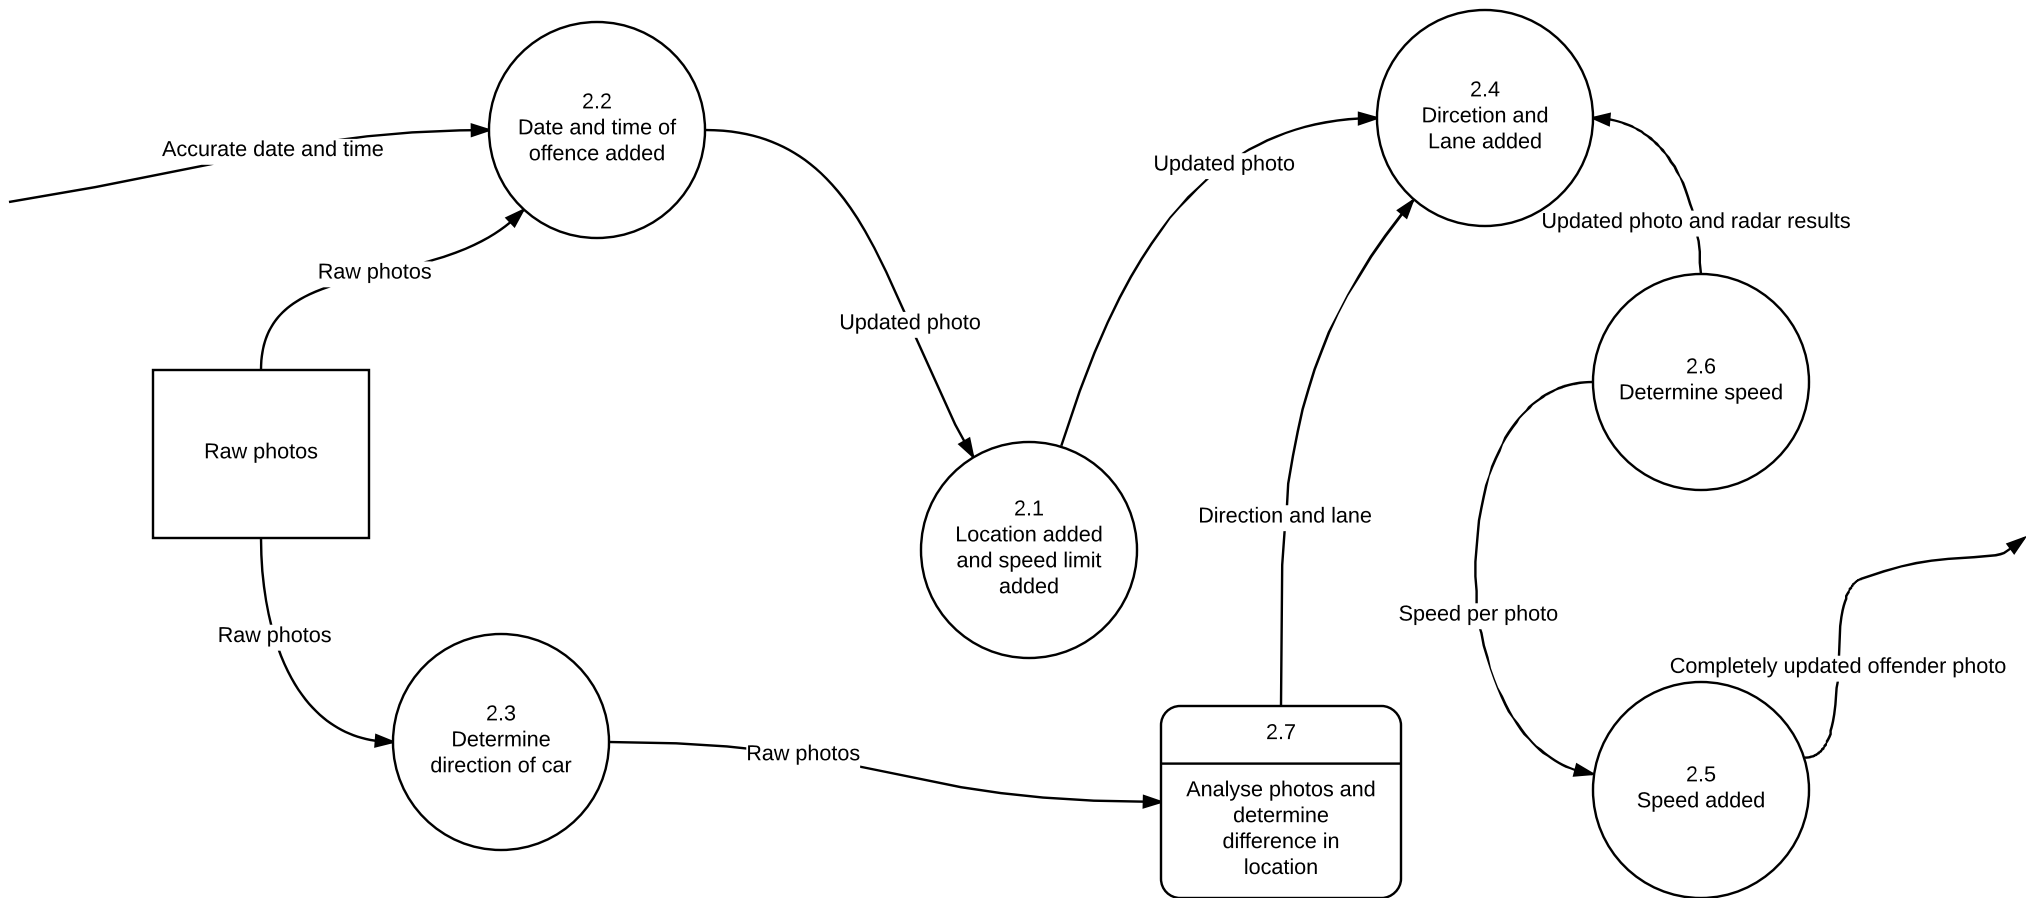 2.2
Date and time of
offence added
Accurate date and time
Raw photos
Raw photos
Raw photos
2.3
Determine
direction of car
Raw photos
Updated photo
2.1
Location added
and speed limit
added
Updated photo
2.4
Dircetion and
Lane added
Direction and lane
2.7
Analyse photos and
determine
difference in
location
Updated photo and radar results
2.6
Determine speed
Speed per photo
2.5
Speed added
Completely updated offender photo